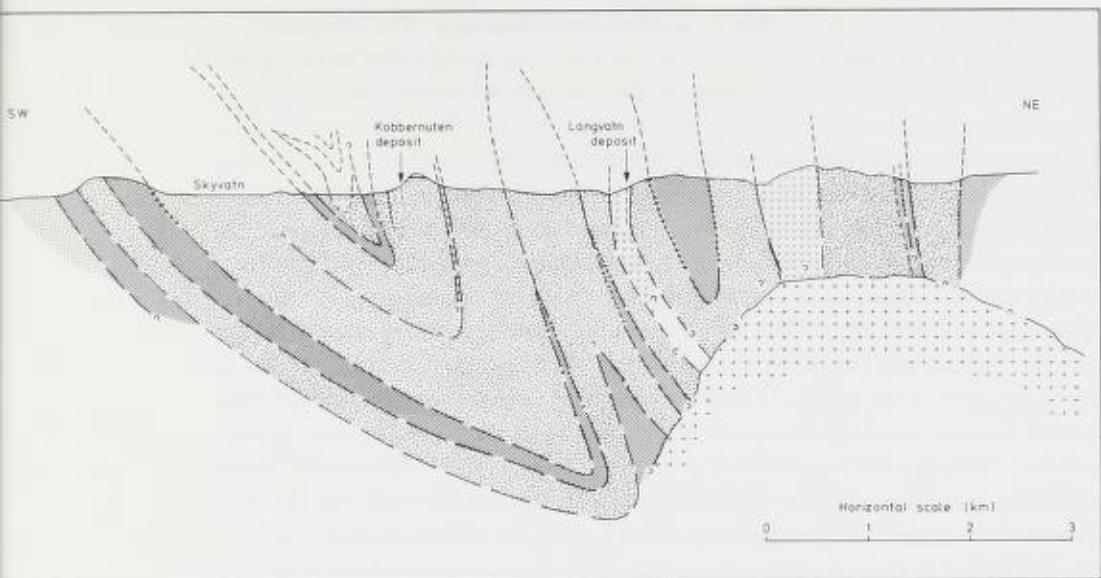 SW
NE
Kobbernuten
deposit
Langvatn
deposit
Skyvatn
Horizontal scale (km)
0 1 2 3